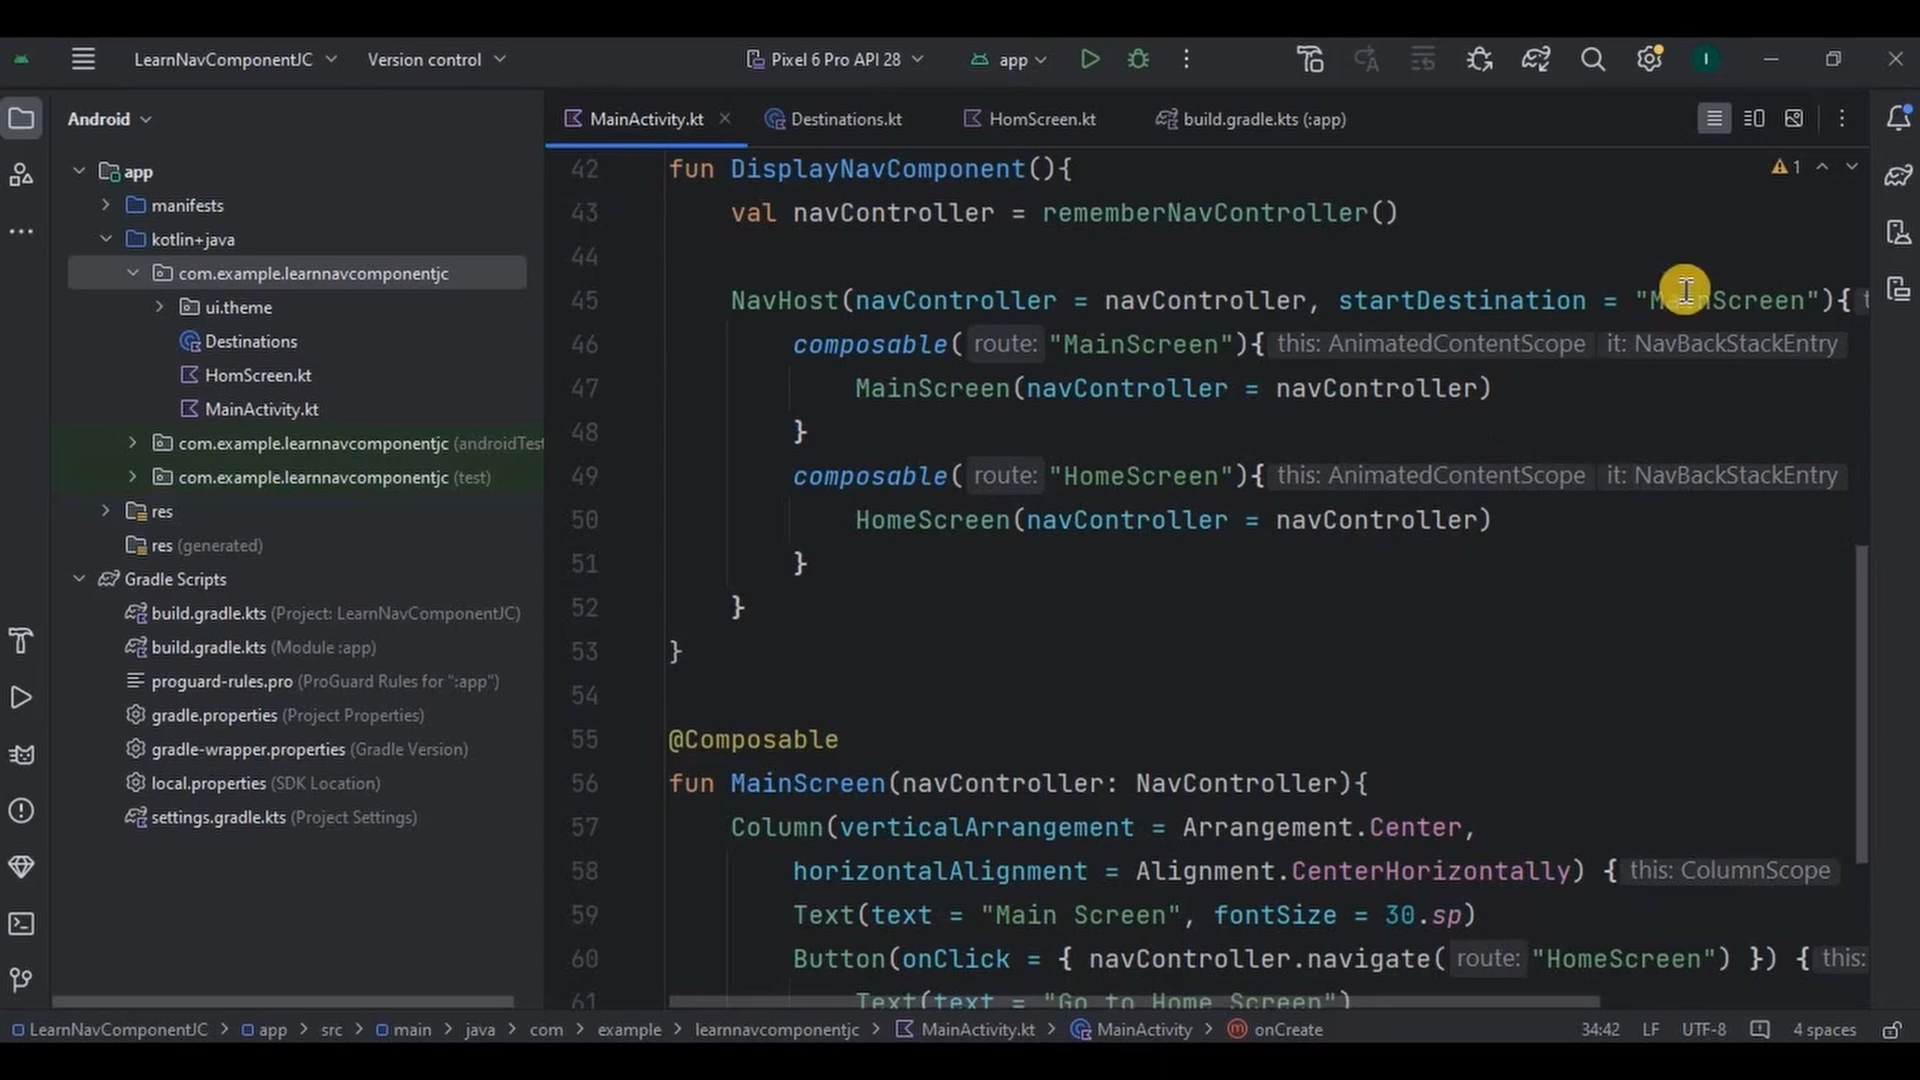 LearnNavComponentJC
Version control
Pixel 6 Pro API 28
app
I
Android
MainActivity.kt
Destinations.kt
HomScreen.kt
build.gradle.kts (:app)
app
manifests
kotlin+java
com.example.learnnavcomponentjc
ui.theme
Destinations
HomScreen.kt
MainActivity.kt
com.example.learnnavcomponentjc (androidTest
com.example.learnnavcomponentjc (test)
res
res (generated)
Gradle Scripts
build.gradle.kts (Project: LearnNavComponentJC)
build.gradle.kts (Module :app)
proguard-rules.pro (ProGuard Rules for ":app")
gradle.properties (Project Properties)
gradle-wrapper.properties (Gradle Version)
local.properties (SDK Location)
settings.gradle.kts (Project Settings)
1
42 fun DisplayNavComponent(){
43 val navController = rememberNavController()
44
45 NavHost(navController = navController, startDestination = "MainScreen"){
46 composable( route: "MainScreen"){ this: AnimatedContentScope it: NavBackStackEntry
47 MainScreen(navController = navController)
48 }
49 composable( route: "HomeScreen"){ this: AnimatedContentScope it: NavBackStackEntry
50 HomeScreen(navController = navController)
51 }
52 }
53 }
54
55 @Composable
56 fun MainScreen(navController: NavController){
57 Column(verticalArrangement = Arrangement.Center,
58 horizontalAlignment = Alignment.CenterHorizontally) { this: ColumnScope
59 Text(text = "Main Screen", fontSize = 30.sp)
60 Button(onClick = { navController.navigate( route: "HomeScreen") }) { this:
61 Text(text = "Go to Home Screen")
LearnNavComponentJC > app > src > main > java > com > example > learnnavcomponentjc > MainActivity.kt > MainActivity > onCreate
34:42 LF UTF-8 4 spaces